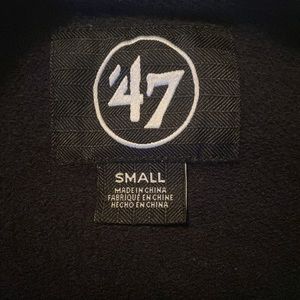 '47
SMALL
MADE IN CHINA
FABRIQUÉ EN CHINE
HECHO EN CHINA